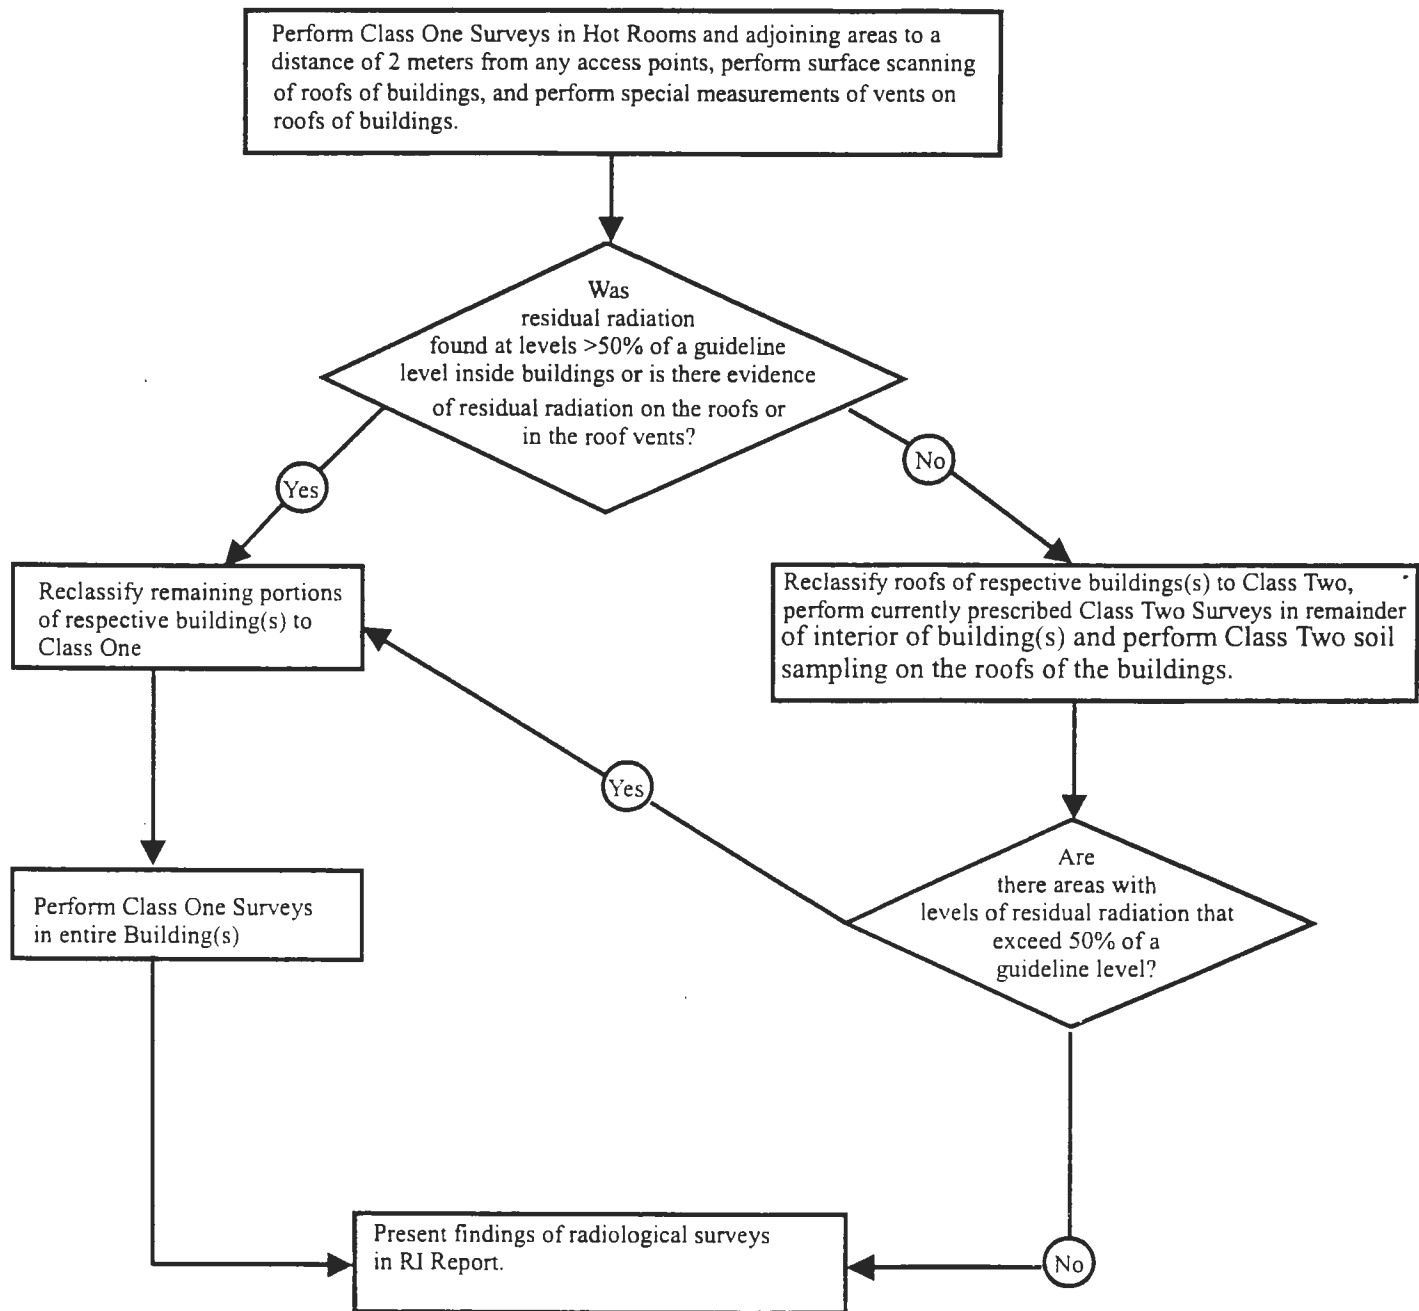 Perform Class One Surveys in Hot Rooms and adjoining areas to a
distance of 2 meters from any access points, perform surface scanning
of roofs of buildings, and perform special measurements of vents on
roofs of buildings.
Was
residual radiation
found at levels >50% of a guideline
level inside buildings or is there evidence
of residual radiation on the roofs or
in the roof vents?
Yes
No
Reclassify remaining portions
of respective building(s) to
Class One
Reclassify roofs of respective buildings(s) to Class Two,
perform currently prescribed Class Two Surveys in remainder
of interior of building(s) and perform Class Two soil
sampling on the roofs of the buildings.
Yes
Are
there areas with
levels of residual radiation that
exceed 50% of a
guideline level?
Perform Class One Surveys
in entire Building(s)
Present findings of radiological surveys
in RI Report.
No